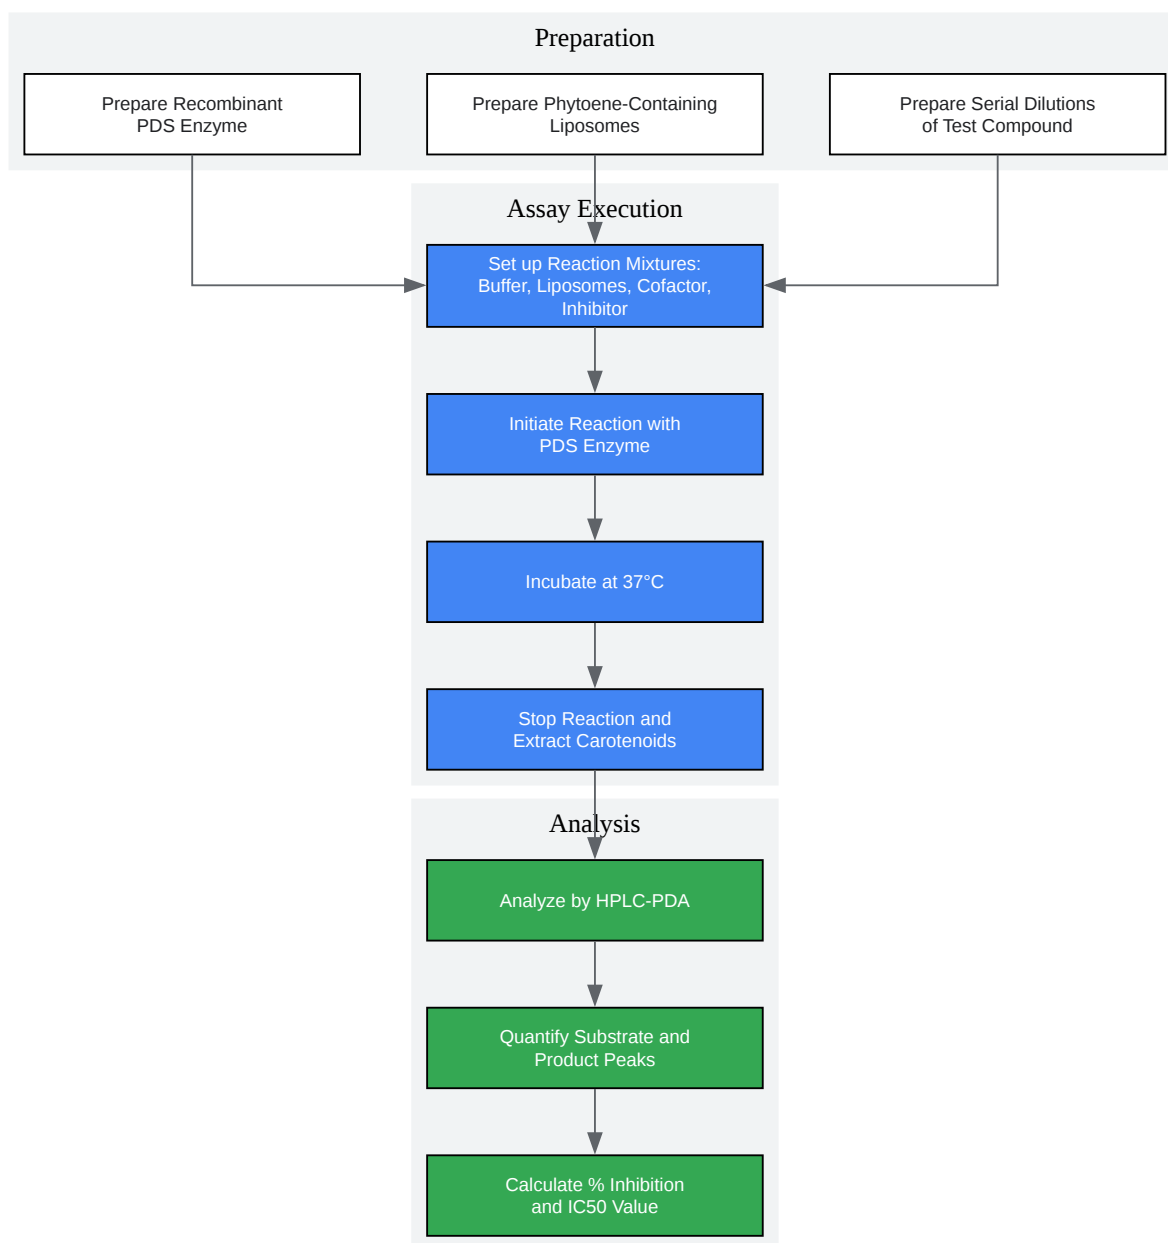 Preparation
Prepare Recombinant
PDS Enzyme
Prepare Phytoene-Containing
Liposomes
Prepare Serial Dilutions
of Test Compound
Assay Execution
Set up Reaction Mixtures:
Buffer, Liposomes, Cofactor,
Inhibitor
Initiate Reaction with
PDS Enzyme
Incubate at 37°C
Stop Reaction and
Extract Carotenoids
Analysis
Analyze by HPLC-PDA
Quantify Substrate and
Product Peaks
Calculate % Inhibition
and IC50 Value